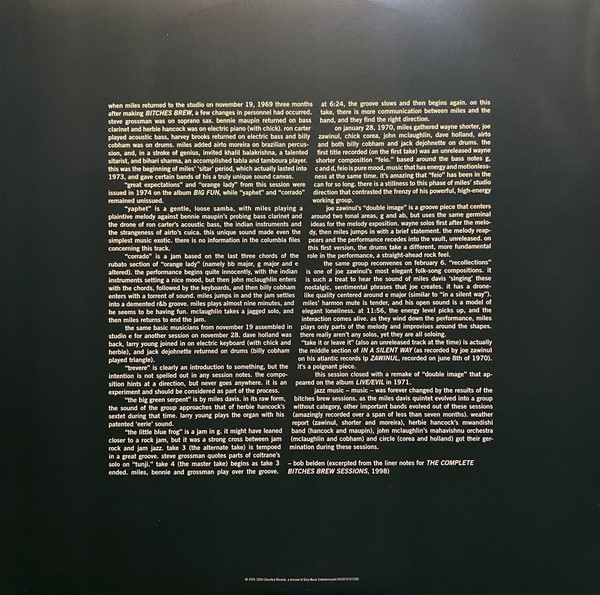 when miles returned to the studio on november 19, 1969 three months
after making BITCHES BREW, a few changes in personnel had occurred.
steve grossman was on soprano sax. bennie maupin returned on bass
clarinet and herbie hancock was on electric piano (with chick). ron carter
played acoustic bass, harvey brooks returned on electric bass and billy
cobham was on drums. miles added airto moreira on brazilian percus-
sion, and, in a stroke of genius, invited khalil balakrishna, a talented
sitarist, and bihari sharma, an accomplished tabla and tamboura player.
this was the beginning of miles' 'sitar' period, which actually lasted into
1973, and gave certain bands of his a truly unique sound canvas.
"great expectations" and "orange lady" from this session were
issued in 1974 on the album BIG FUN, while "yaphet" and "corrado"
remained unissued.
"yaphet" is a gentle, loose samba, with miles playing a
plaintive melody against bennie maupin's probing bass clarinet and
the drone of ron carter's acoustic bass, the indian instruments and
the strangeness of airto's cuica. this unique sound made even the
simplest music exotic. there is no information in the columbia files
concerning this track.
"corrado" is a jam based on the last three chords of the
rubato section of "orange lady" (namely bb major, g major and e
altered). the performance begins quite innocently, with the indian
instruments setting a nice mood, but then john mclaughlin enters
with the chords, followed by the keyboards, and then billy cobham
enters with a torrent of sound. miles jumps in and the jam settles
into a demented r&b groove. miles plays almost nine minutes, and
he seems to be having fun. mclaughlin takes a jagged solo, and
then miles returns to end the jam.
the same basic musicians from november 19 assembled in
studio e for another session on november 28. dave holland was
back, larry young joined in on electric keyboard (with chick and
herbie), and jack dejohnette returned on drums (billy cobham
played triangle).
"trevere" is clearly an introduction to something, but the
intention is not spelled out in any session notes. the compo-
sition hints at a direction, but never goes anywhere. it is an
experiment and should be considered as part of the process.
"the big green serpent" is by miles davis. in its raw form,
the sound of the group approaches that of herbie hancock's
sextet during that time. larry young plays the organ with his
patented 'eerie' sound.
"the little blue frog" is a jam in g. it might have leaned
closer to a rock jam, but it was a strong cross between jam
rock and jam jazz. take 3 (the alternate take) is tempoed
in a great groove. steve grossman quotes parts of coltrane's
solo on "tunji." take 4 (the master take) begins as take 3
ended. miles, bennie and grossman play over the groove.
at 6:24, the groove slows and then begins again. on this
take, there is more communication between miles and the
band, and they find the right direction.
on january 28, 1970, miles gathered wayne shorter, joe
zawinul, chick corea, john mclaughlin, dave holland, airto
and both billy cobham and jack dejohnette on drums. the
first title recorded (on the first take) was an unreleased wayne
shorter composition "feio." based around the bass notes g,
c and d, feio is pure mood, music that has energy and motionless-
ness at the same time. it's amazing that "feio" has been in the
can for so long. there is a stillness to this phase of miles' studio
direction that contrasted the frenzy of his powerful, high-energy
working group.
joe zawinul's "double image" is a groove piece that centers
around two tonal areas, g and ab, but uses the same germinal
ideas for the melody exposition. wayne solos first after the melo-
dy, then miles jumps in with a brief statement. the melody reap-
pears and the performance recedes into the vault, unreleased. on
this first version, the drums take a different, more fundamental
role in the performance, a straight-ahead rock feel.
the same group reconvenes on february 6. "recollections"
is one of joe zawinul's most elegant folk-song compositions. it
is such a treat to hear the sound of miles davis 'singing' these
nostalgic, sentimental phrases that joe creates. it has a drone-
like quality centered around e major (similar to "in a silent way").
miles' harmon mute is tender, and his open sound is a model of
elegant loneliness. at 11:56, the energy level picks up, and the
interaction comes alive. as they wind down the performance, miles
plays only parts of the melody and improvises around the shapes.
there really aren't any solos, yet they are all soloing.
"take it or leave it" (also an unreleased track at the time) is actually
the middle section of IN A SILENT WAY (as recorded by joe zawinul
on his atlantic records lp ZAWINUL, recorded on june 8th of 1970).
it's a poignant piece.
this session closed with a remake of "double image" that ap-
peared on the album LIVE/EVIL in 1971.
jazz music – music – was forever changed by the results of the
bitches brew sessions. as the miles davis quintet evolved into a group
without category, other important bands evolved out of these sessions
(amazingly recorded over a span of less than seven months). weather
report (zawinul, shorter and moreira), herbie hancock's mwandishi
band (hancock and maupin), john mclaughlin's mahavishnu orchestra
(mclaughlin and cobham) and circle (corea and holland) got their ger-
mination during these sessions.
– bob belden (excerpted from the liner notes for THE COMPLETE
BITCHES BREW SESSIONS, 1998)